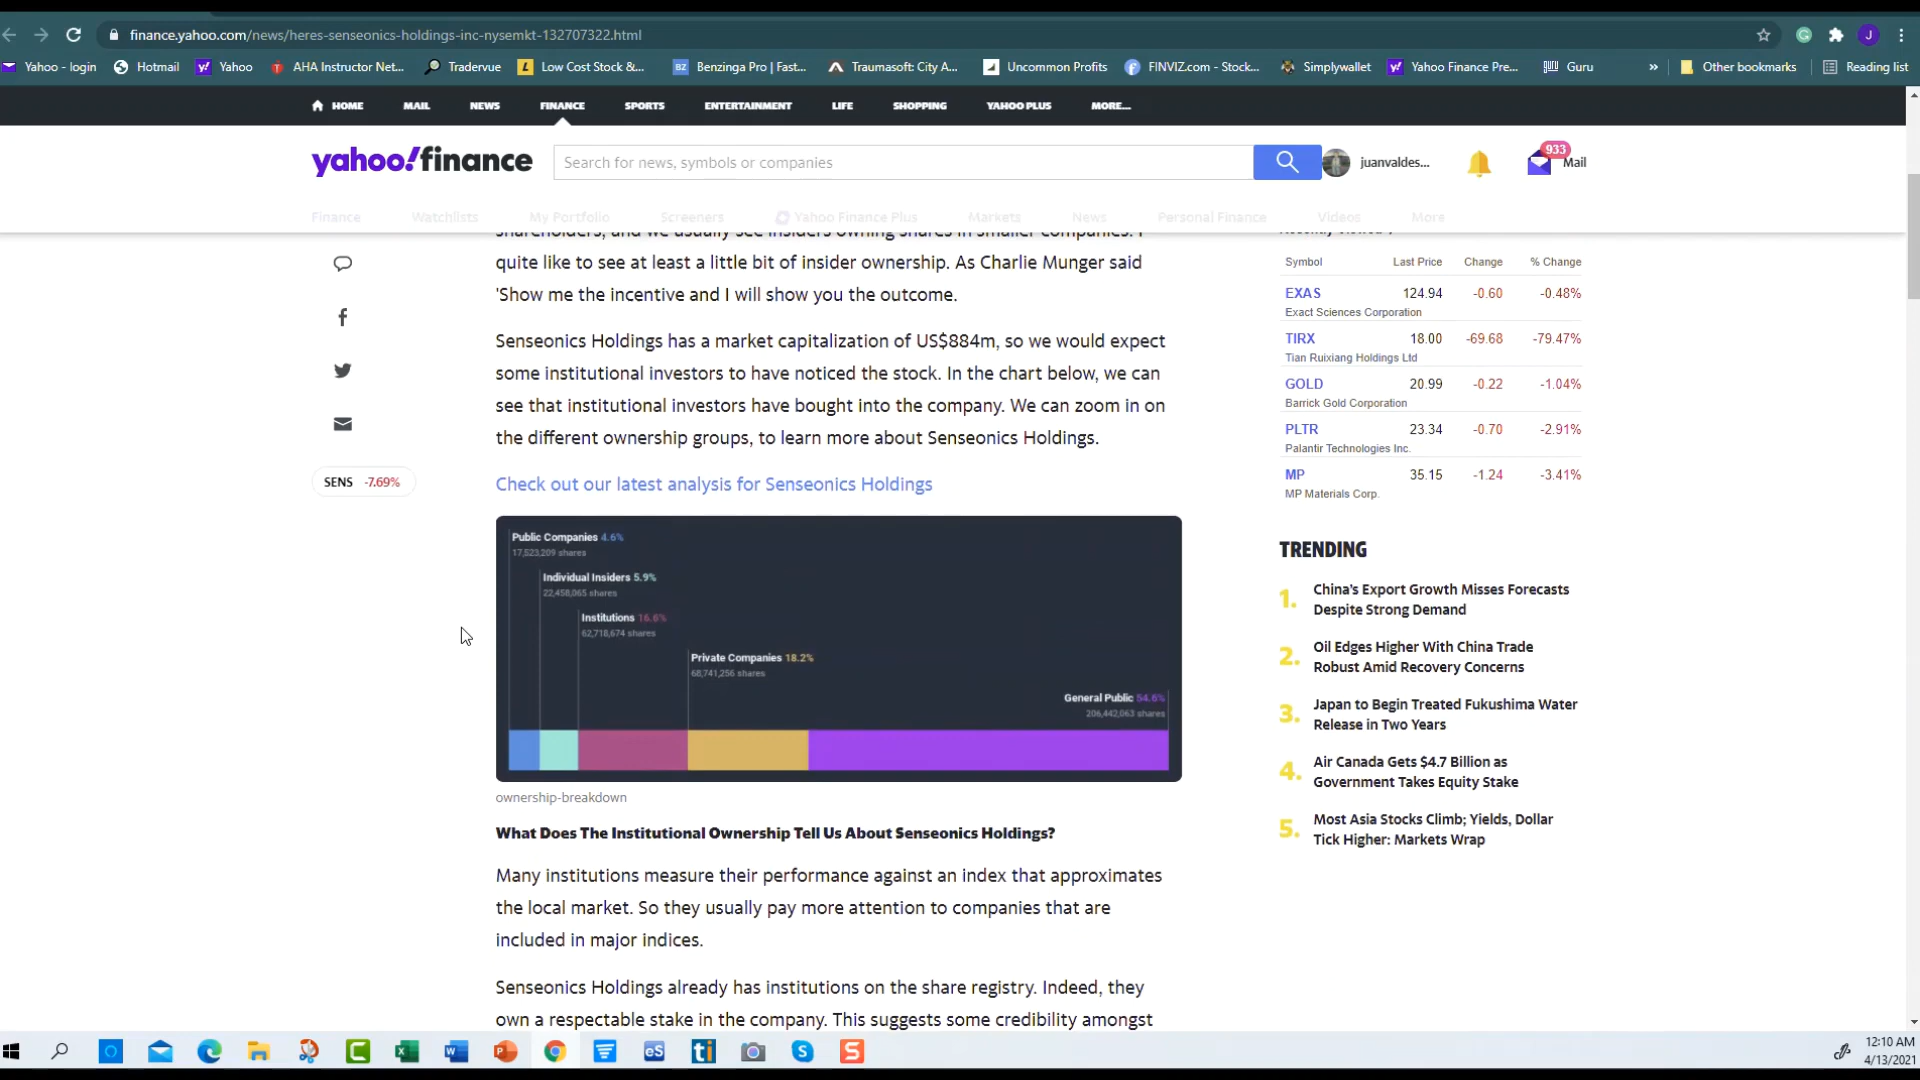 finance.yahoo.com/news/heres-senseonics-holdings-inc-nysemkt-132707322.html
J
Yahoo - login
Hotmail
Yahoo
AHA Instructor Net...
Tradervue
Low Cost Stock &...
Benzinga Pro | Fast...
Traumasoft: City A...
Uncommon Profits
FINVIZ.com - Stock...
Simplywallet
Yahoo Finance Pre...
Guru
»
Other bookmarks
Reading list
HOME
MAIL
NEWS
FINANCE
SPORTS
ENTERTAINMENT
LIFE
SHOPPING
YAHOO PLUS
MORE...
yahoo!finance
Search for news, symbols or companies
juanvaldes...
933
Mail
Finance
Watchlists
My Portfolio
Screeners
Yahoo Finance Plus
Markets
News
Personal Finance
Videos
More
shareholders, and we usually see insiders owning shares in smaller companies. I
quite like to see at least a little bit of insider ownership. As Charlie Munger said
'Show me the incentive and I will show you the outcome.
Senseonics Holdings has a market capitalization of US$884m, so we would expect
some institutional investors to have noticed the stock. In the chart below, we can
see that institutional investors have bought into the company. We can zoom in on
the different ownership groups, to learn more about Senseonics Holdings.
SENS -7.69%
Check out our latest analysis for Senseonics Holdings
Public Companies 4.6%
17,523,209 shares
Individual Insiders 5.9%
22,458,065 shares
Institutions 16.6%
62,718,674 shares
Private Companies 18.2%
68,741,256 shares
General Public 54.6%
206,442,063 shares
ownership-breakdown
What Does The Institutional Ownership Tell Us About Senseonics Holdings?
Many institutions measure their performance against an index that approximates
the local market. So they usually pay more attention to companies that are
included in major indices.
Senseonics Holdings already has institutions on the share registry. Indeed, they
own a respectable stake in the company. This suggests some credibility amongst
Recently Viewed
Symbol Last Price Change % Change
EXAS 124.94 -0.60 -0.48%
Exact Sciences Corporation
TIRX 18.00 -69.68 -79.47%
Tian Ruixiang Holdings Ltd
GOLD 20.99 -0.22 -1.04%
Barrick Gold Corporation
PLTR 23.34 -0.70 -2.91%
Palantir Technologies Inc.
MP 35.15 -1.24 -3.41%
MP Materials Corp.
TRENDING
1. China's Export Growth Misses Forecasts
Despite Strong Demand
2. Oil Edges Higher With China Trade
Robust Amid Recovery Concerns
3. Japan to Begin Treated Fukushima Water
Release in Two Years
4. Air Canada Gets $4.7 Billion as
Government Takes Equity Stake
5. Most Asia Stocks Climb; Yields, Dollar
Tick Higher: Markets Wrap
12:10 AM
4/13/2021